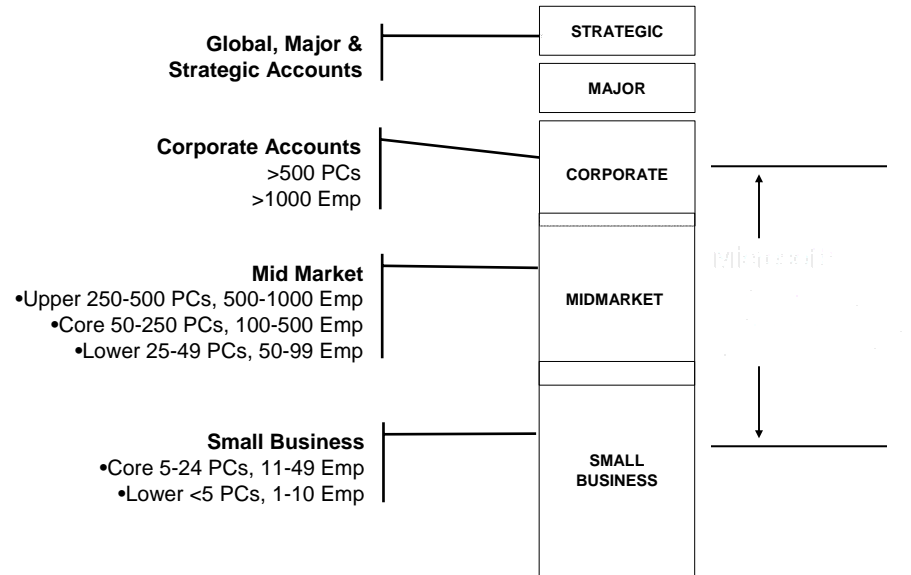 Global, Major &
Strategic Accounts
Corporate Accounts
>500 PCs
>1000 Emp
Mid Market
•Upper 250-500 PCs, 500-1000 Emp
•Core 50-250 PCs, 100-500 Emp
•Lower 25-49 PCs, 50-99 Emp
Small Business
•Core 5-24 PCs, 11-49 Emp
•Lower <5 PCs, 1-10 Emp
STRATEGIC
MAJOR
CORPORATE
MIDMARKET
SMALL
BUSINESS
Microsoft